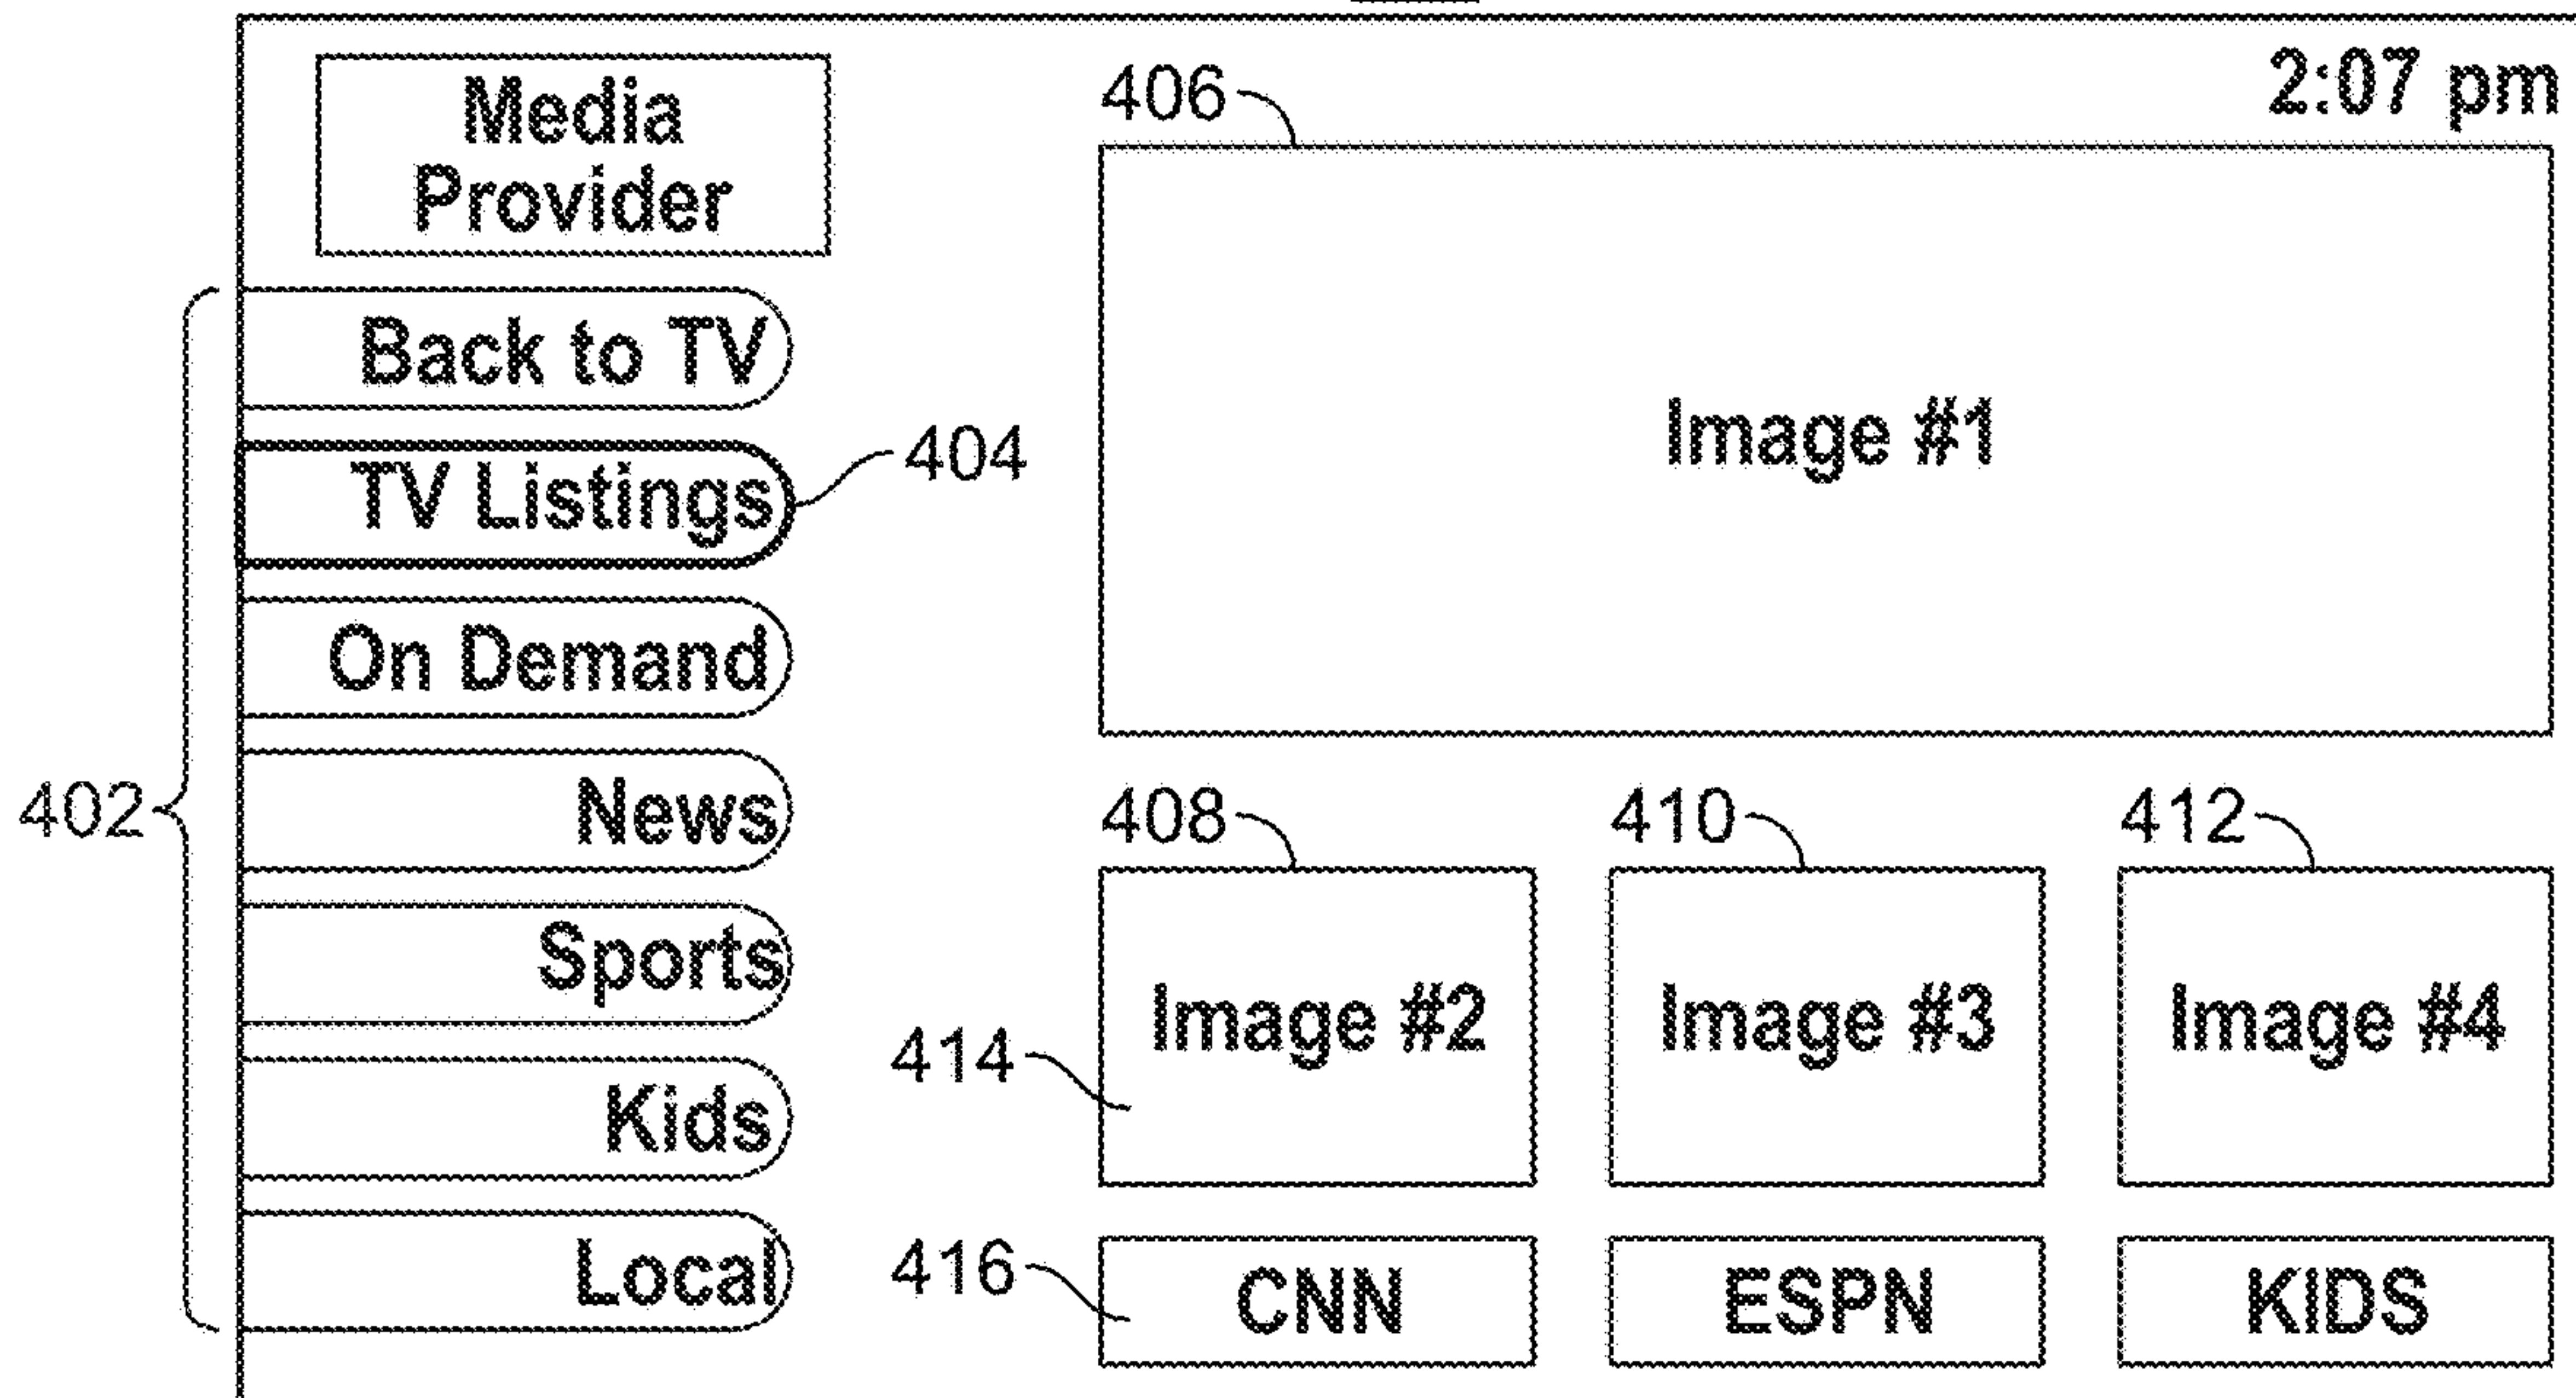 2:07 pm
Media
Provider
406
Back to TV
TV Listings
404
Image #1
On Demand
402
News
408
410
412
Sports
Image #2
Image #3
Image #4
414
Kids
Local
416
CNN
ESPN
KIDS